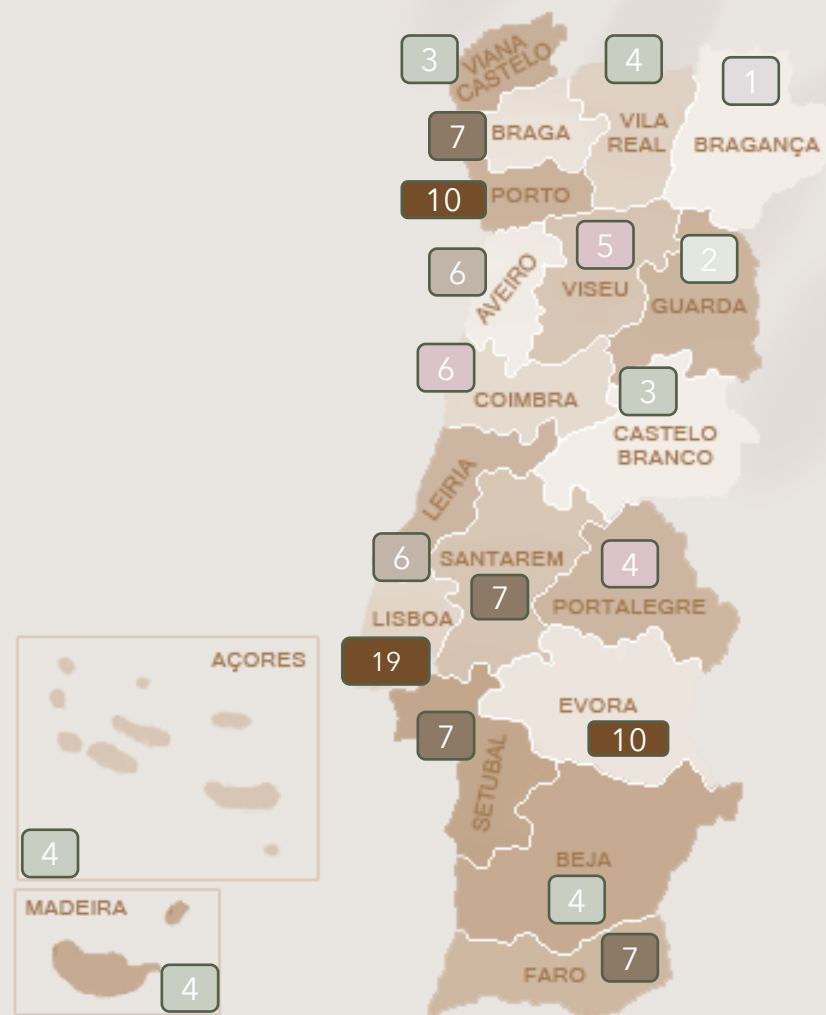 3
VIANA
CASTELO
4
1
7
BRAGA
VILA
REAL
BRAGANÇA
10
PORTO
5
2
6
AVEIRO
VISEU
GUARDA
6
COIMBRA
3
CASTELO
BRANCO
LEIRIA
6
SANTAREM
4
7
PORTALEGRE
LISBOA
19
AÇORES
EVORA
7
10
SETUBAL
4
BEJA
4
MADEIRA
4
FARO
7